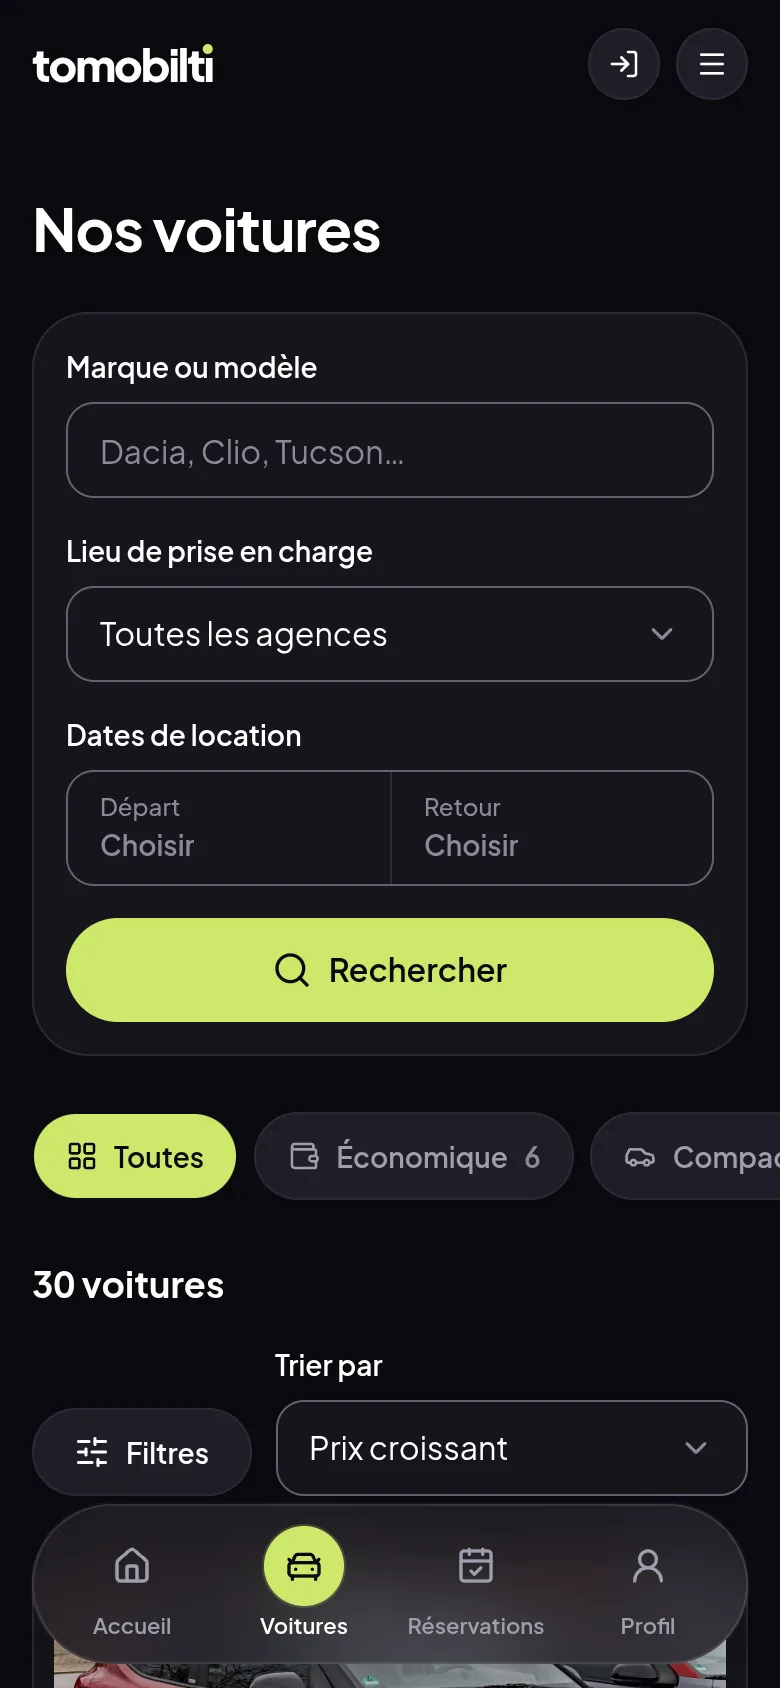 tomobilti
Nos voitures
Marque ou modèle
Dacia, Clio, Tucson...
Lieu de prise en charge
Toutes les agences
Dates de location
Départ
Retour
Choisir
Choisir
Rechercher
Toutes
Économique 6
Compac
30 voitures
Trier par
Filtres
Prix croissant
Accueil
Voitures
Réservations
Profil